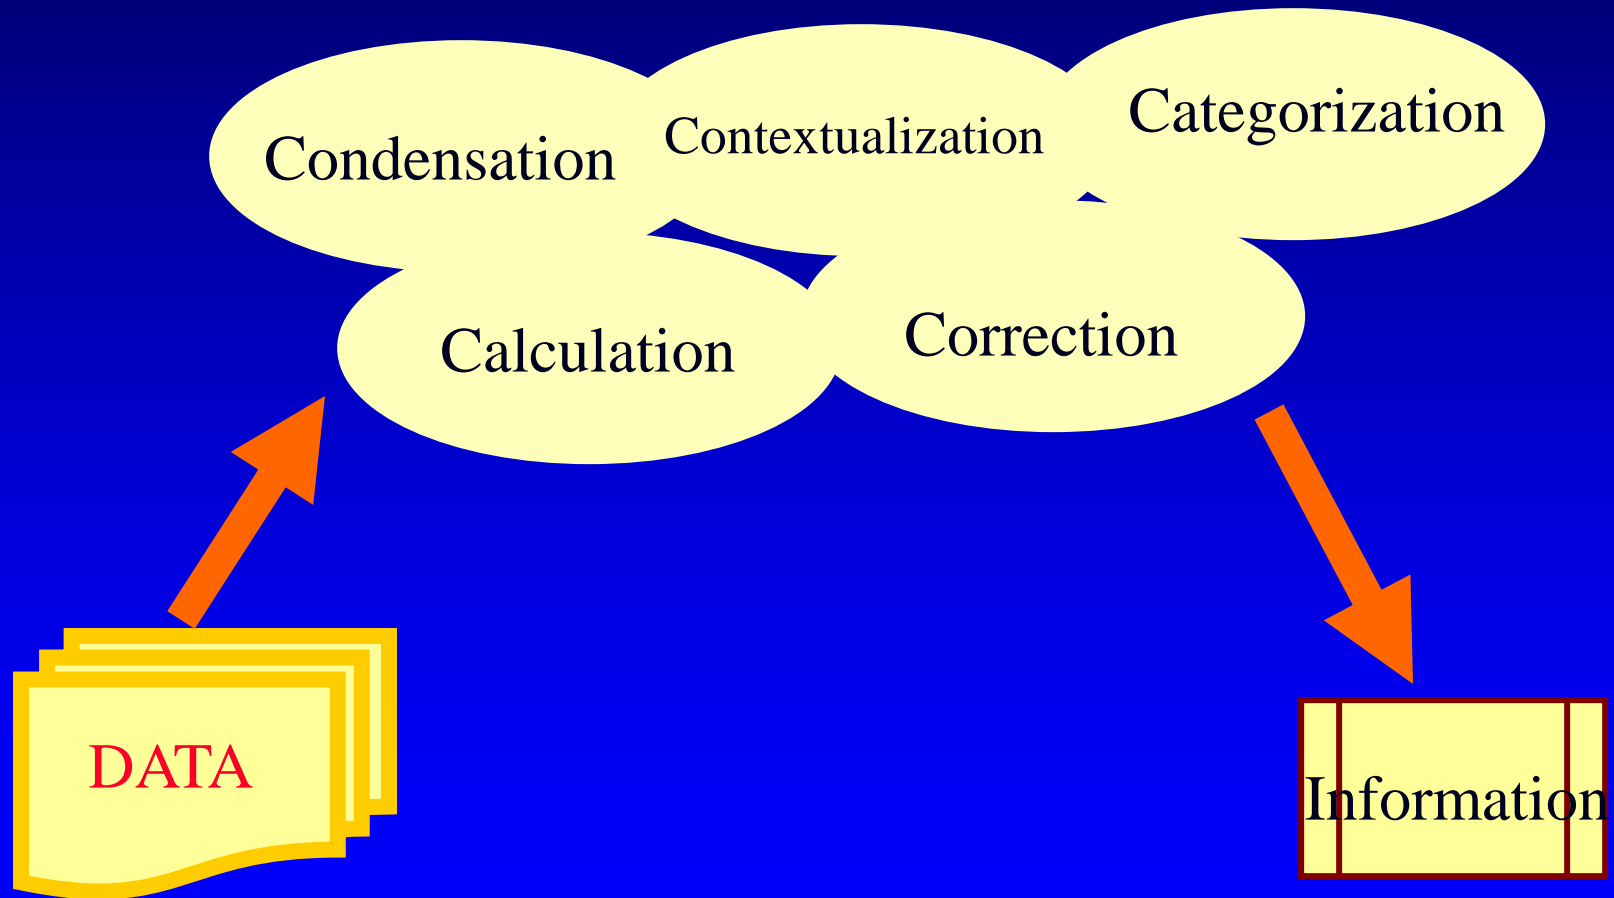 Condensation
Contextualization
Categorization
Calculation
Correction
DATA
Information